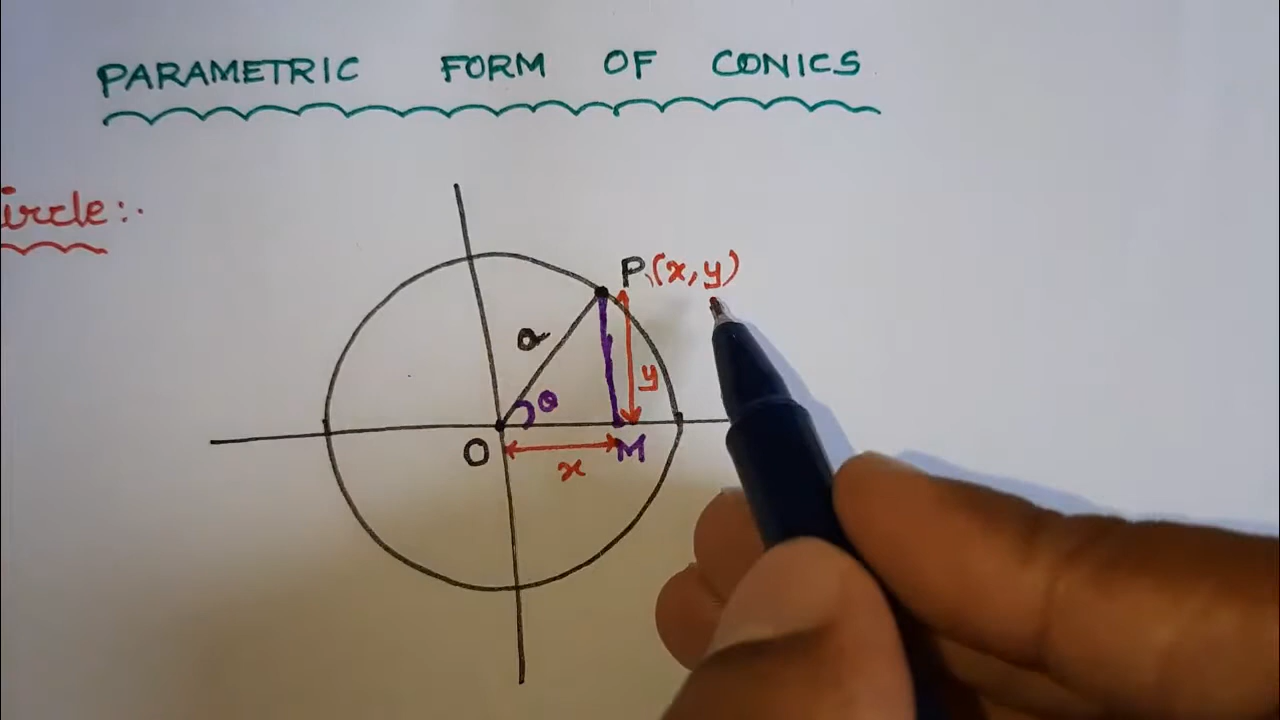 PARAMETRIC FORM OF CONICS
ircle:
P(x,y)
a
y
θ
O
M
x